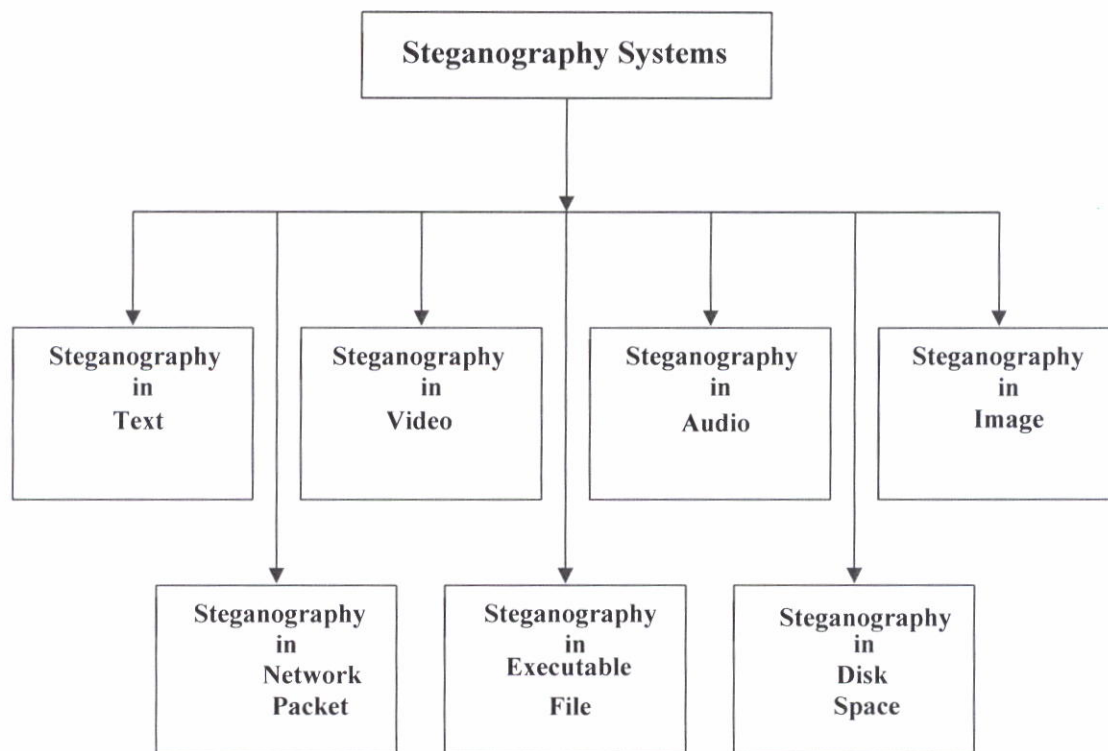 Steganography Systems
Steganography
in
Text
Steganography
in
Video
Steganography
in
Audio
Steganography
in
Image
Steganography
in
Network
Packet
Steganography
in
Executable
File
Steganography
in
Disk
Space